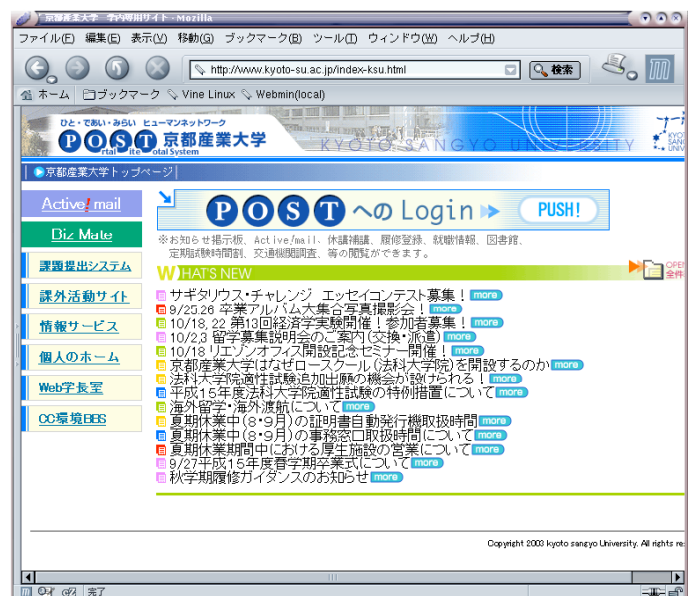 京都産業大学 学内専用サイト - Mozilla
ファイル(F) 編集(E) 表示(V) 移動(G) ブックマーク(B) ツール(T) ウィンドウ(W) ヘルプ(H)
http://www.kyoto-su.ac.jp/index-ksu.html 検索
ホーム ブックマーク Vine Linux Webmin(local)
ひと・であい・みらい ヒューマンネットワーク
POST 京都産業大学
Portal Site Total System
KYOTO SANGYO UNIVERSITY
京都産業大学トップページ
Active! mail
Biz Mate
課題提出システム
課外活動サイト
情報サービス
個人のホーム
Web学長室
CC環境BBS
POSTへのLogin PUSH!
※お知らせ掲示板、Active!mail、休講補講、履修登録、就職情報、図書館、
定期試験時間割、交通機関調査、等の閲覧ができます。
WHAT'S NEW
OPEN
全件
サギタリウス・チャレンジ エッセイコンテスト募集! more
9/25.26 卒業アルバム大集合写真撮影会! more
10/18, 22 第13回経済学実験開催!参加者募集! more
10/2,3 留学募集説明会のご案内(交換・派遣) more
10/18 リエゾンオフィス開設記念セミナー開催! more
京都産業大学はなぜロースクール(法科大学院)を開設するのか more
法科大学院適性試験追加出願の機会が設けられる! more
平成15年度法科大学院適性試験の特例措置について more
海外留学・海外渡航について more
夏期休業中(8・9月)の証明書自動発行機取扱時間 more
夏期休業中(8・9月)の事務窓口取扱時間について more
夏期休業期間中における厚生施設の営業について more
9/27平成15年度春学期卒業式について more
秋学期履修ガイダンスのお知らせ more
Copyright 2003 kyoto sangyo University. All rights re
完了